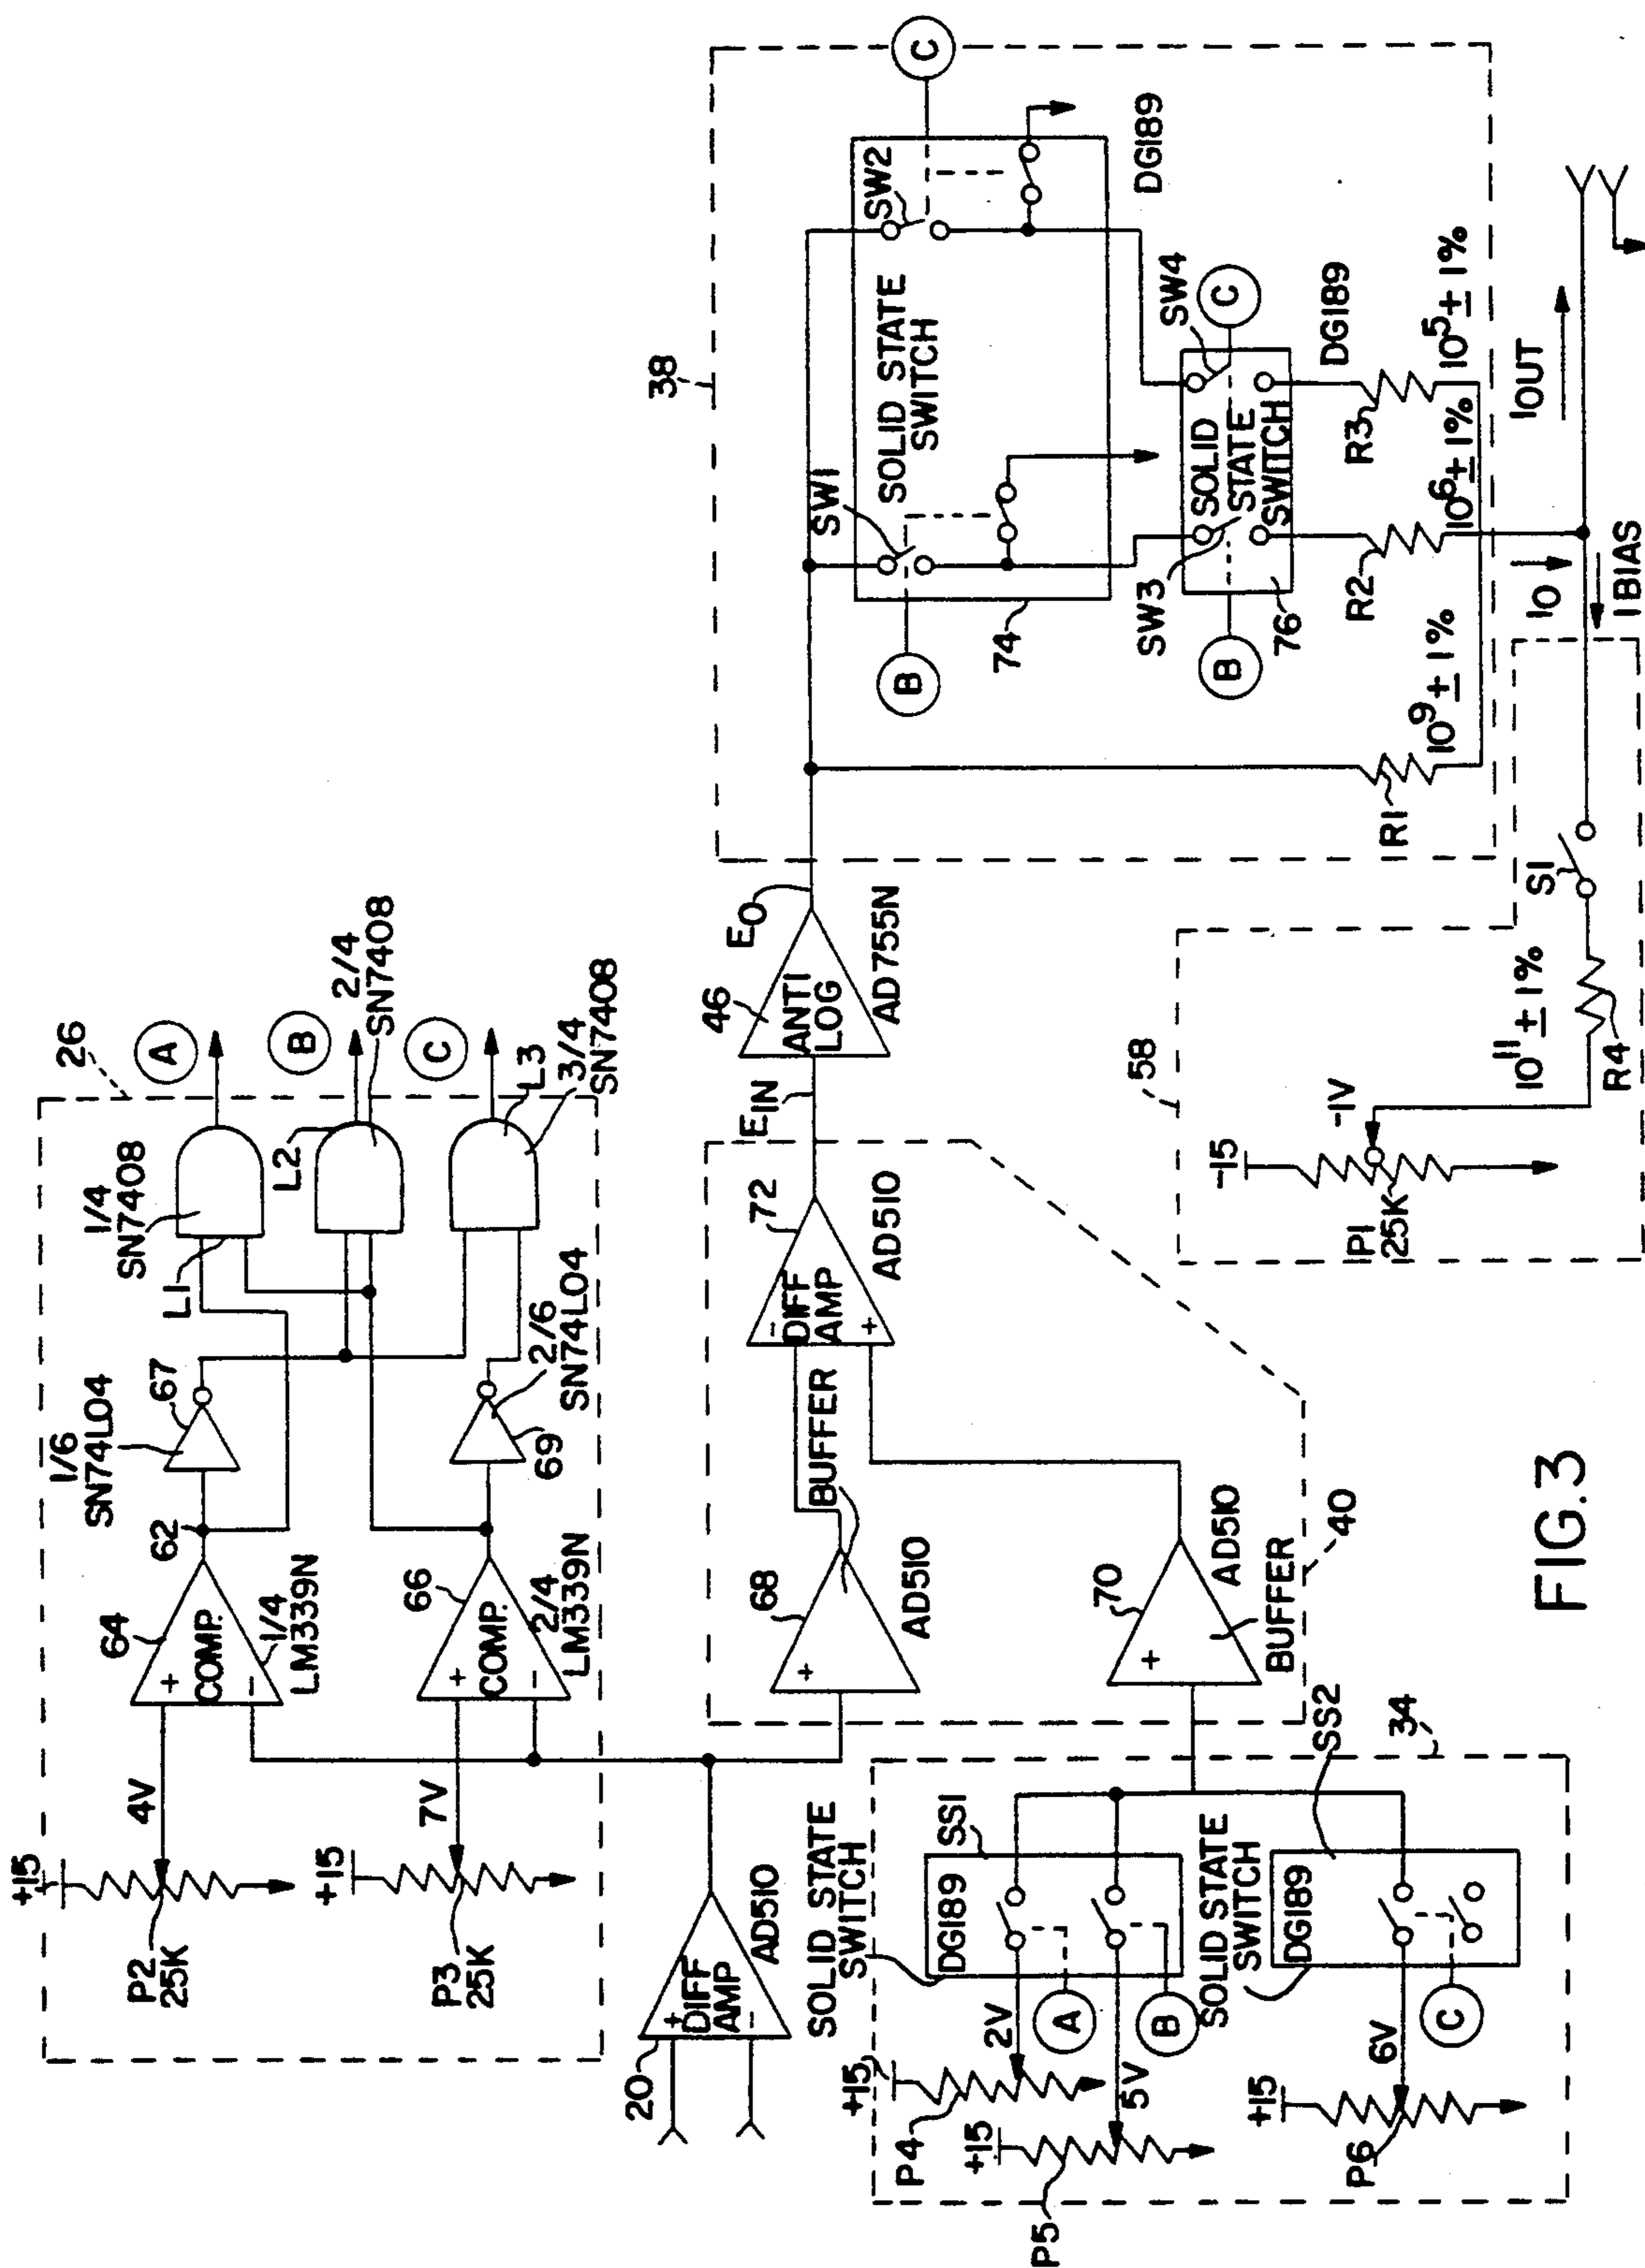 26
A
B
C
1/4
SN7408
L1
L2
2/4
SN7408
L3
3/4
SN7408
1/6
SN74L04
67
62
2/6
SN74L04
69
64
+
COMP.
-
1/4
LM339N
66
+
COMP.
-
2/4
LM339N
4V
7V
+15
P2
25K
+15
P3
25K
20
+
DIFF
AMP
-
AD510
SOLID STATE
SWITCH
SS1
DG189
A
B
2V
5V
+15
P4
+15
P5
SOLID STATE
SWITCH
DG189
SS2
34
C
6V
+15
P6
68
+
AD510
BUFFER
70
+
AD510
BUFFER
40
72
-
DIFF
AMP
+
AD510
EIN
46
ANTI
LOG
AD755N
EO
38
SW1
SW2
SOLID STATE
SWITCH
B
C
74
DG189
SW3
SW4
SOLID
STATE
SWITCH
B
C
76
DG189
R1
10^9 ± 1%
R2
10^6 ± 1%
R3
10^5 ± 1%
IO
IOUT
I BIAS
58
-15
P1
25K
-1V
10^11 ± 1%
R4
S1
FIG.3